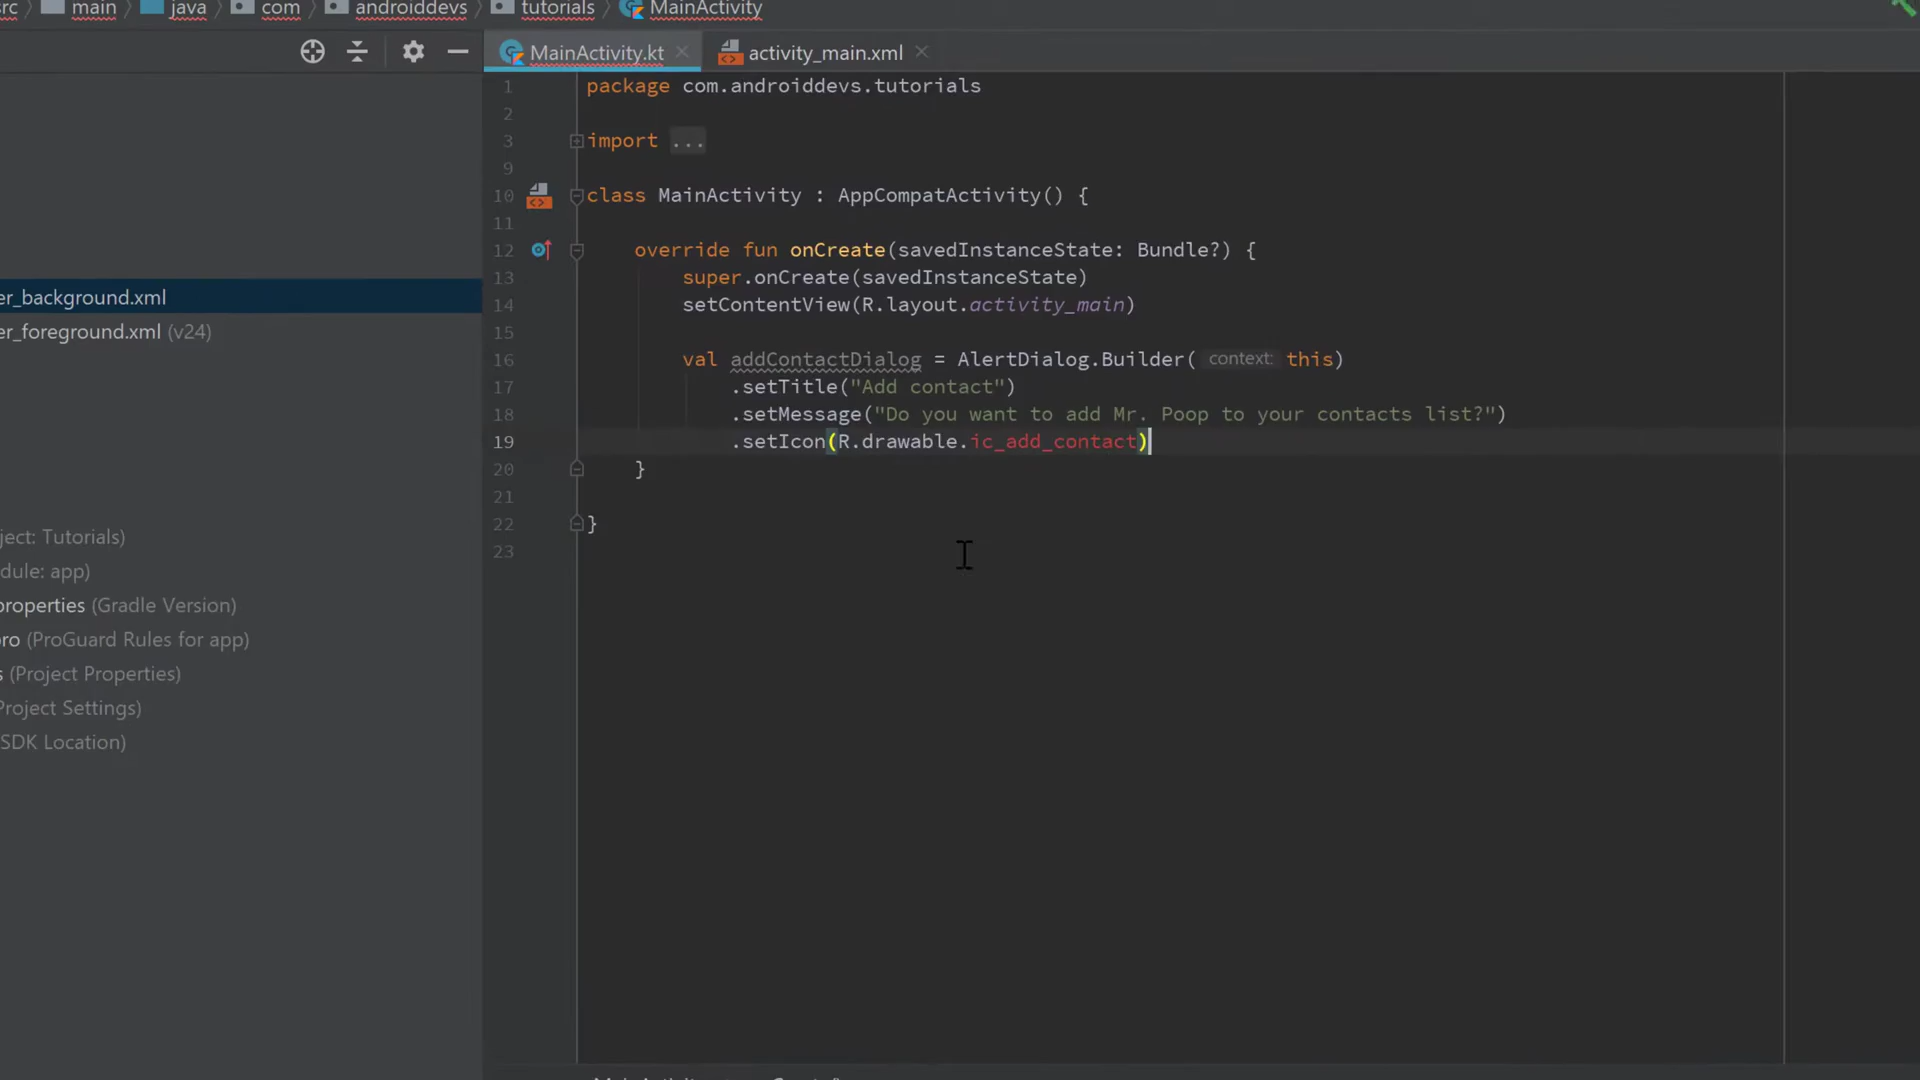 src main java com androiddevs tutorials MainActivity
MainActivity.kt activity_main.xml
er_background.xml
er_foreground.xml (v24)
ject: Tutorials)
dule: app)
properties (Gradle Version)
pro (ProGuard Rules for app)
s (Project Properties)
Project Settings)
SDK Location)
1 package com.androiddevs.tutorials
2
3 import ...
9
10 class MainActivity : AppCompatActivity() {
11
12 override fun onCreate(savedInstanceState: Bundle?) {
13 super.onCreate(savedInstanceState)
14 setContentView(R.layout.activity_main)
15
16 val addContactDialog = AlertDialog.Builder( context: this)
17 .setTitle("Add contact")
18 .setMessage("Do you want to add Mr. Poop to your contacts list?")
19 .setIcon(R.drawable.ic_add_contact)
20 }
21
22 }
23